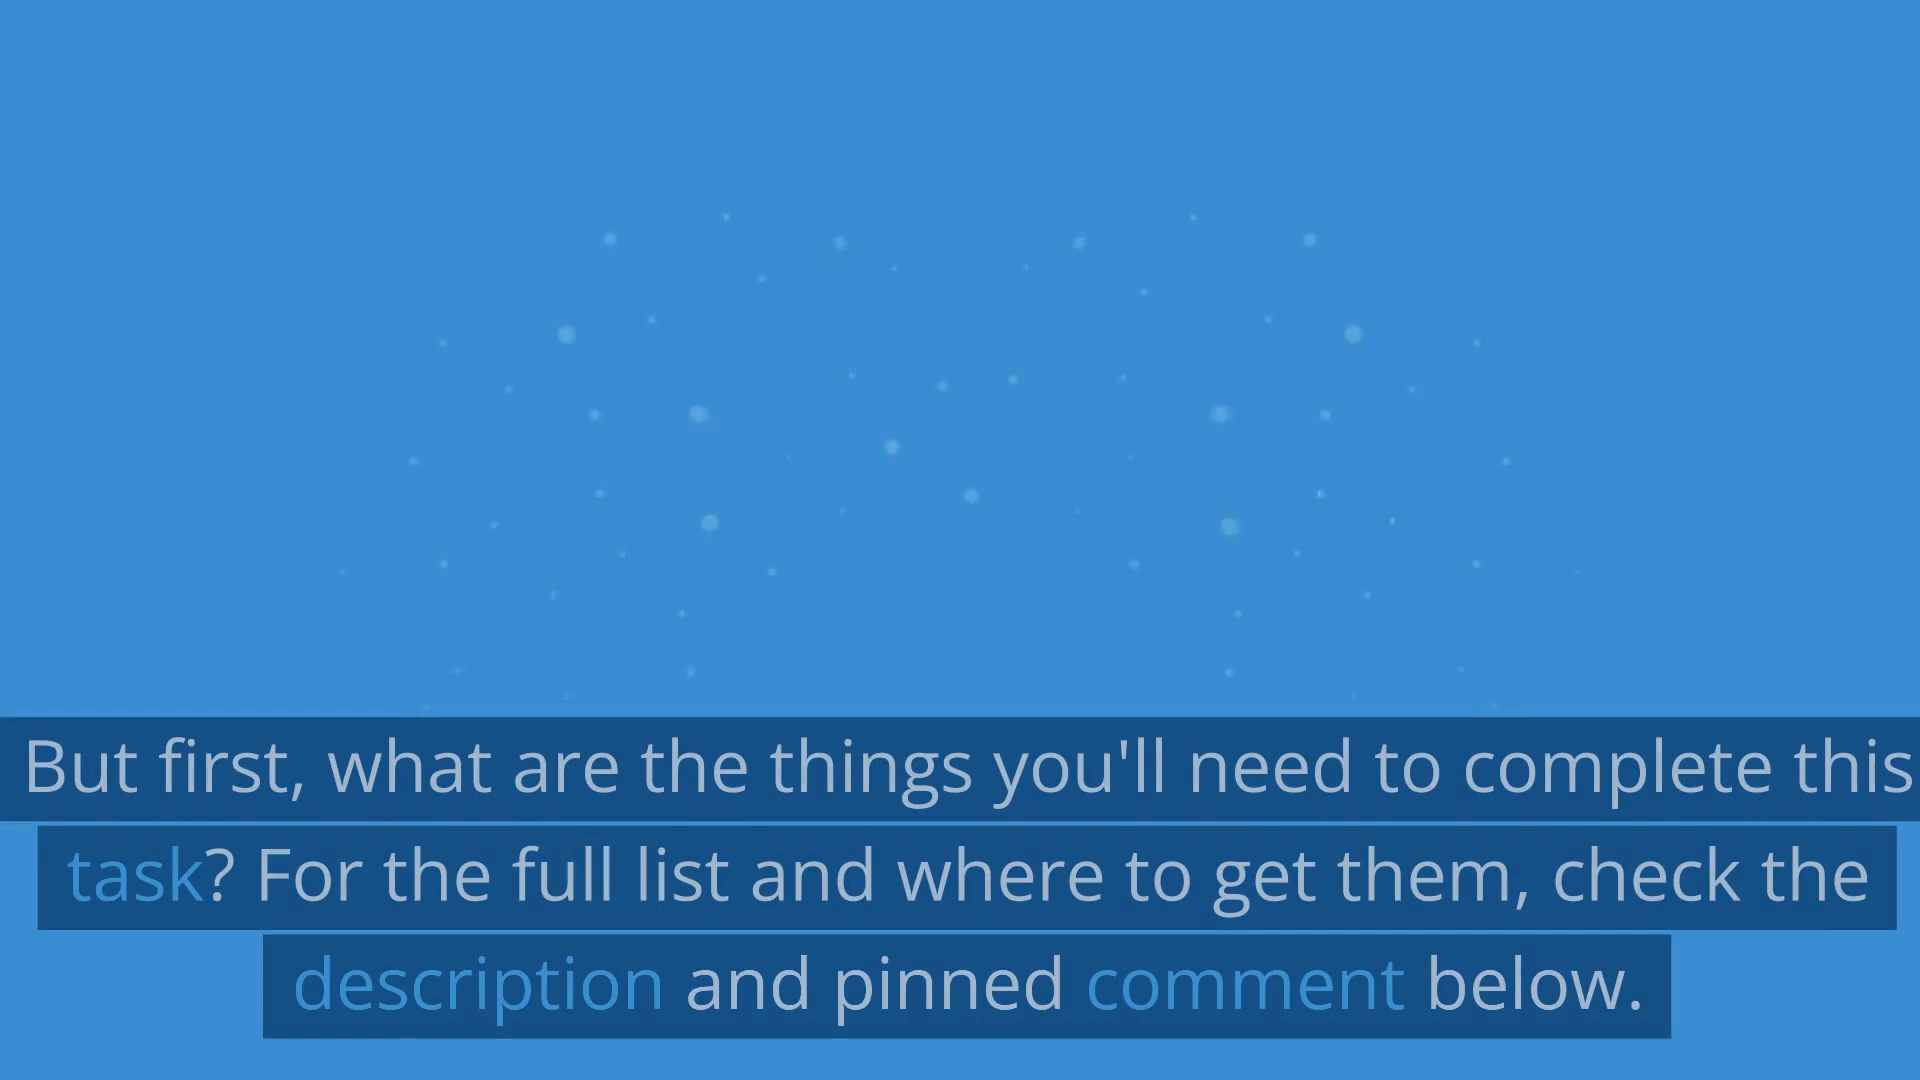 But first, what are the things you'll need to complete this
task? For the full list and where to get them, check the
description and pinned comment below.